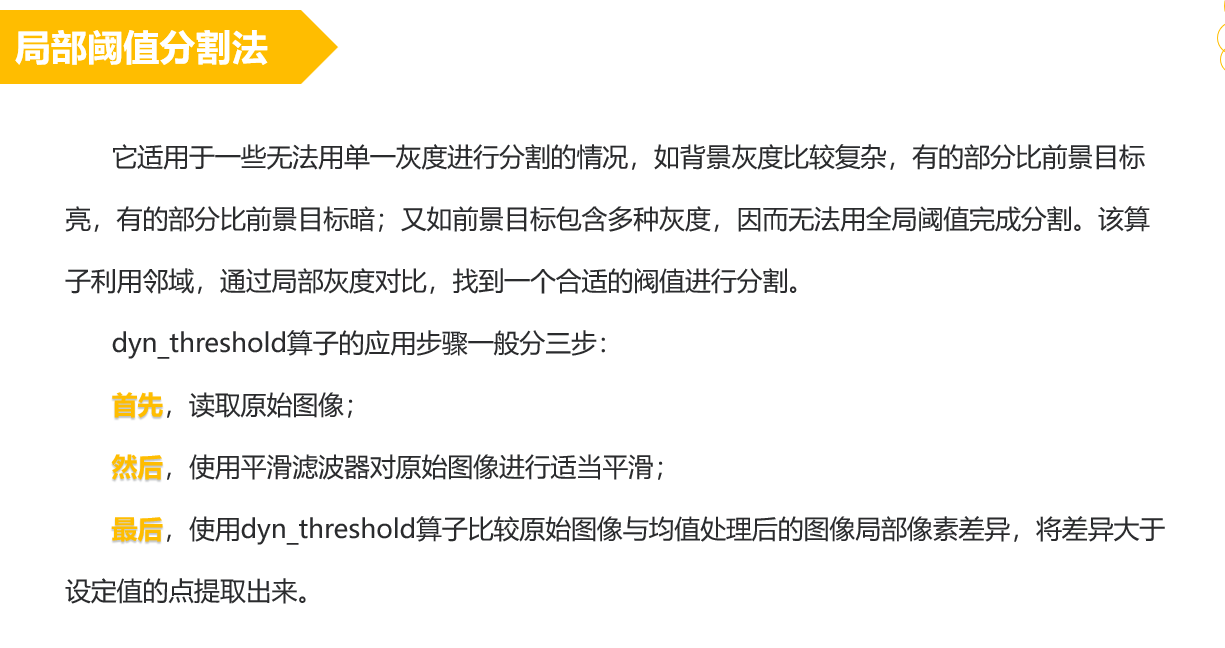 局部阈值分割法
它适用于一些无法用单一灰度进行分割的情况，如背景灰度比较复杂，有的部分比前景目标
亮，有的部分比前景目标暗；又如前景目标包含多种灰度，因而无法用全局阈值完成分割。该算
子利用邻域，通过局部灰度对比，找到一个合适的阀值进行分割。
dyn_threshold算子的应用步骤一般分三步：
首先，读取原始图像；
然后，使用平滑滤波器对原始图像进行适当平滑；
最后，使用dyn_threshold算子比较原始图像与均值处理后的图像局部像素差异，将差异大于
设定值的点提取出来。